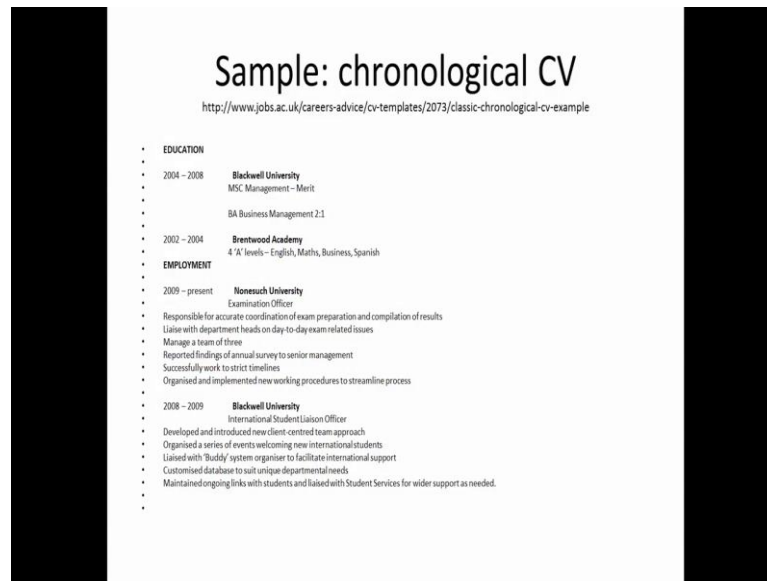 Sample: chronological CV
http://www.jobs.ac.uk/careers-advice/cv-templates/2073/classic-chronological-cv-example
• EDUCATION
•
• 2004 – 2008 Blackwell University
• MSC Management – Merit
•
• BA Business Management 2:1
•
• 2002 – 2004 Brentwood Academy
• 4 'A' levels – English, Maths, Business, Spanish
• EMPLOYMENT
•
• 2009 – present Nonesuch University
• Examination Officer
• Responsible for accurate coordination of exam preparation and compilation of results
• Liaise with department heads on day-to-day exam related issues
• Manage a team of three
• Reported findings of annual survey to senior management
• Successfully work to strict timelines
• Organised and implemented new working procedures to streamline process
•
• 2008 – 2009 Blackwell University
• International Student Liaison Officer
• Developed and introduced new client-centred team approach
• Organised a series of events welcoming new international students
• Liaised with 'Buddy' system organiser to facilitate international support
• Customised database to suit unique departmental needs
• Maintained ongoing links with students and liaised with Student Services for wider support as needed.
•
•